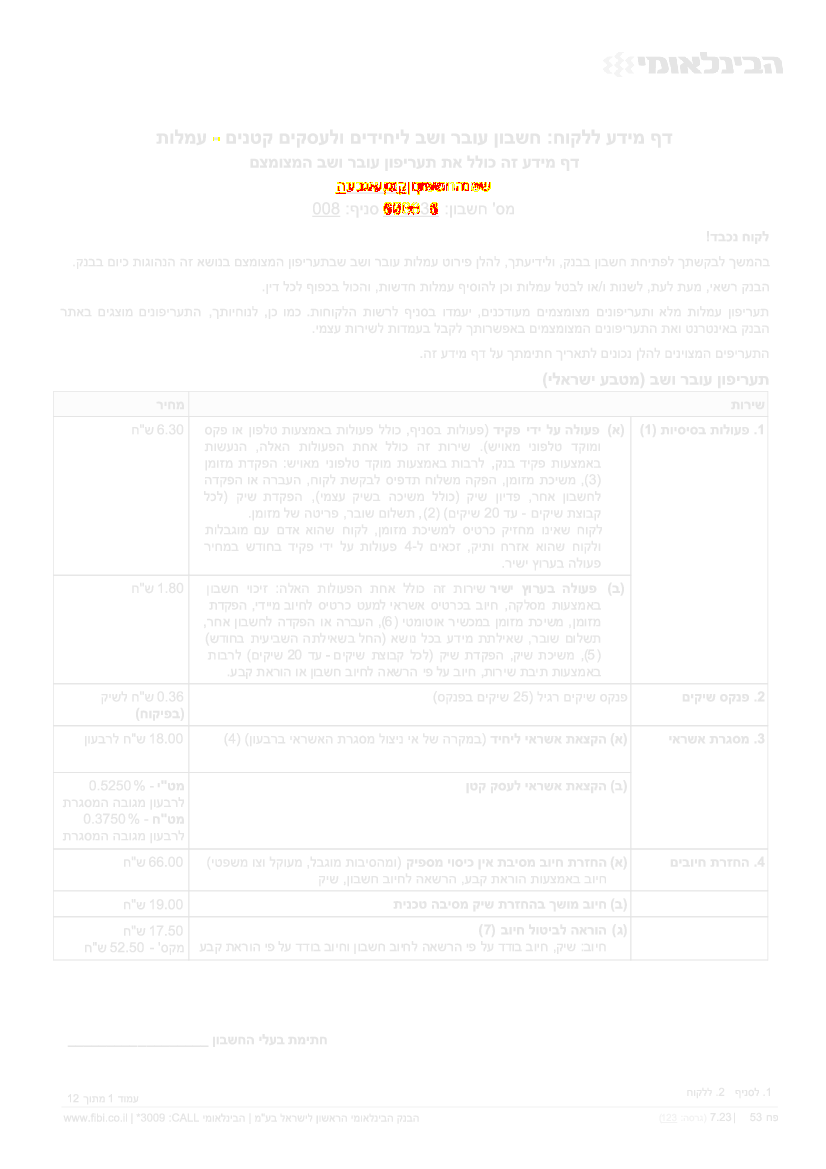 הבינלאומי
דף מידע ללקוח: חשבון עובר ושב ליחידים ולעסקים קטנים - עמלות
דף מידע זה כולל את תעריפון עובר ושב המצומצם
מס' חשבון: סניף: 008
לקוח נכבד!
בהמשך לבקשתך לפתיחת חשבון בבנק, ולידיעתך, להלן פירוט עמלות עובר ושב שבתעריפון המצומצם בנושא זה הנהוגות כיום בבנק.
הבנק רשאי, מעת לעת, לשנות ו/או לבטל עמלות וכן להוסיף עמלות חדשות, והכול בכפוף לכל דין.
תעריפון עמלות מלא ותעריפונים מצומצמים מעודכנים, יעמדו בסניף לרשות הלקוחות. כמו כן, לנוחיותך, התעריפונים מוצגים באתר
הבנק באינטרנט ואת התעריפונים המצומצמים באפשרותך לקבל בעמדות לשירות עצמי.
התעריפים המצוינים להלן נכונים לתאריך חתימתך על דף מידע זה.
תעריפון עובר ושב (מטבע ישראלי)
שירות מחיר
1. פעולות בסיסיות (1) (א) פעולה על ידי פקיד (פעולות בסניף, כולל פעולות באמצעות טלפון או פקס 6.30 ש"ח
ומוקד טלפוני מאויש). שירות זה כולל אחת הפעולות האלה, הנעשות
באמצעות פקיד בנק, לרבות באמצעות מוקד טלפוני מאויש: הפקדת מזומן
(3), משיכת מזומן, הפקה משלוח תדפיס לבקשת לקוח, העברה או הפקדה
לחשבון אחר, פדיון שיק (כולל משיכה בשיק עצמי), הפקדת שיק (לכל
קבוצת שיקים - עד 20 שיקים) (2), תשלום שובר, פריטה של מזומן.
לקוח שאינו מחזיק כרטיס למשיכת מזומן, לקוח שהוא אדם עם מוגבלות
ולקוח שהוא אזרח ותיק, זכאים ל-4 פעולות על ידי פקיד בחודש במחיר
פעולה בערוץ ישיר.
(ב) פעולה בערוץ ישיר שירות זה כולל אחת הפעולות האלה: זיכוי חשבון 1.80 ש"ח
באמצעות מסלקה, חיוב בכרטיס אשראי למעט כרטיס לחיוב מיידי, הפקדת
מזומן, משיכת מזומן במכשיר אוטומטי (6), העברה או הפקדה לחשבון אחר,
תשלום שובר, שאילתת מידע בכל נושא (החל בשאילתה השביעית בחודש)
(5), משיכת שיק, הפקדת שיק (לכל קבוצת שיקים - עד 20 שיקים) לרבות
באמצעות תיבת שירות, חיוב על פי הרשאה לחיוב חשבון או הוראת קבע.
2. פנקס שיקים פנקס שיקים רגיל (25 שיקים בפנקס) 0.36 ש"ח לשיק
(בפיקוח)
3. מסגרת אשראי (א) הקצאת אשראי ליחיד (במקרה של אי ניצול מסגרת האשראי ברבעון) (4) 18.00 ש"ח לרבעון
(ב) הקצאת אשראי לעסק קטן מט"י - % 0.5250
לרבעון מגובה המסגרת
מט"ח - % 0.3750
לרבעון מגובה המסגרת
4. החזרת חיובים (א) החזרת חיוב מסיבת אין כיסוי מספיק (ומהסיבות מוגבל, מעוקל וצו משפטי) 66.00 ש"ח
חיוב באמצעות הוראת קבע, הרשאה לחיוב חשבון, שיק
(ב) חיוב מושך בהחזרת שיק מסיבה טכנית 19.00 ש"ח
(ג) הוראה לביטול חיוב (7) 17.50 ש"ח
חיוב: שיק, חיוב בודד על פי הרשאה לחיוב חשבון וחיוב בודד על פי הוראת קבע מקס' - 52.50 ש"ח
חתימת בעלי החשבון
1. לסניף 2. ללקוח
עמוד 1 מתוך 12
פח 53 | 7.23 הבנק הבינלאומי הראשון לישראל בע"מ | הבינלאומי CALL: 3009* | www.fibi.co.il